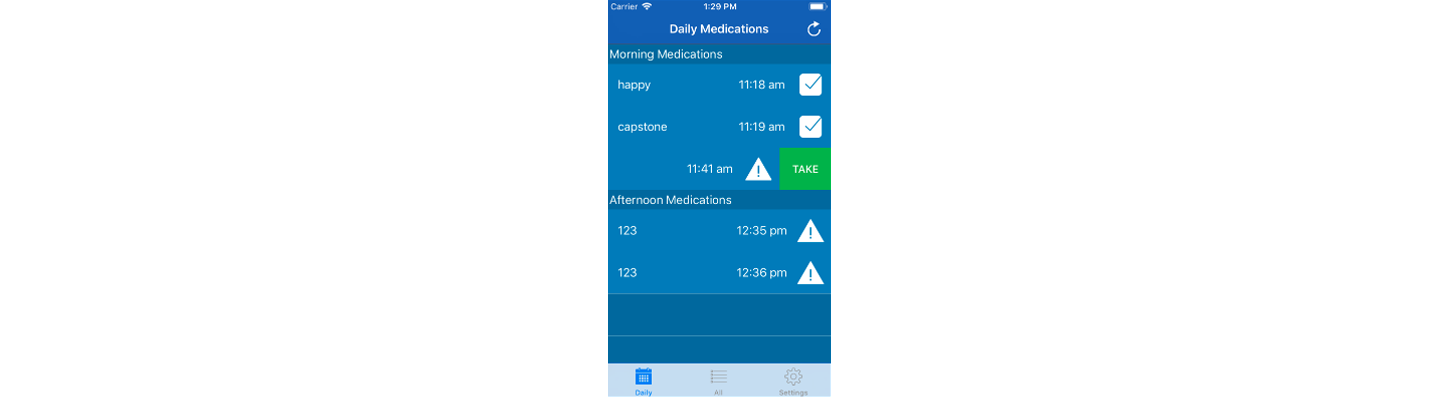 Carrier 1:29 PM
Daily Medications
Morning Medications
happy 11:18 am
capstone 11:19 am
11:41 am TAKE
Afternoon Medications
123 12:35 pm
123 12:36 pm
Daily All Settings